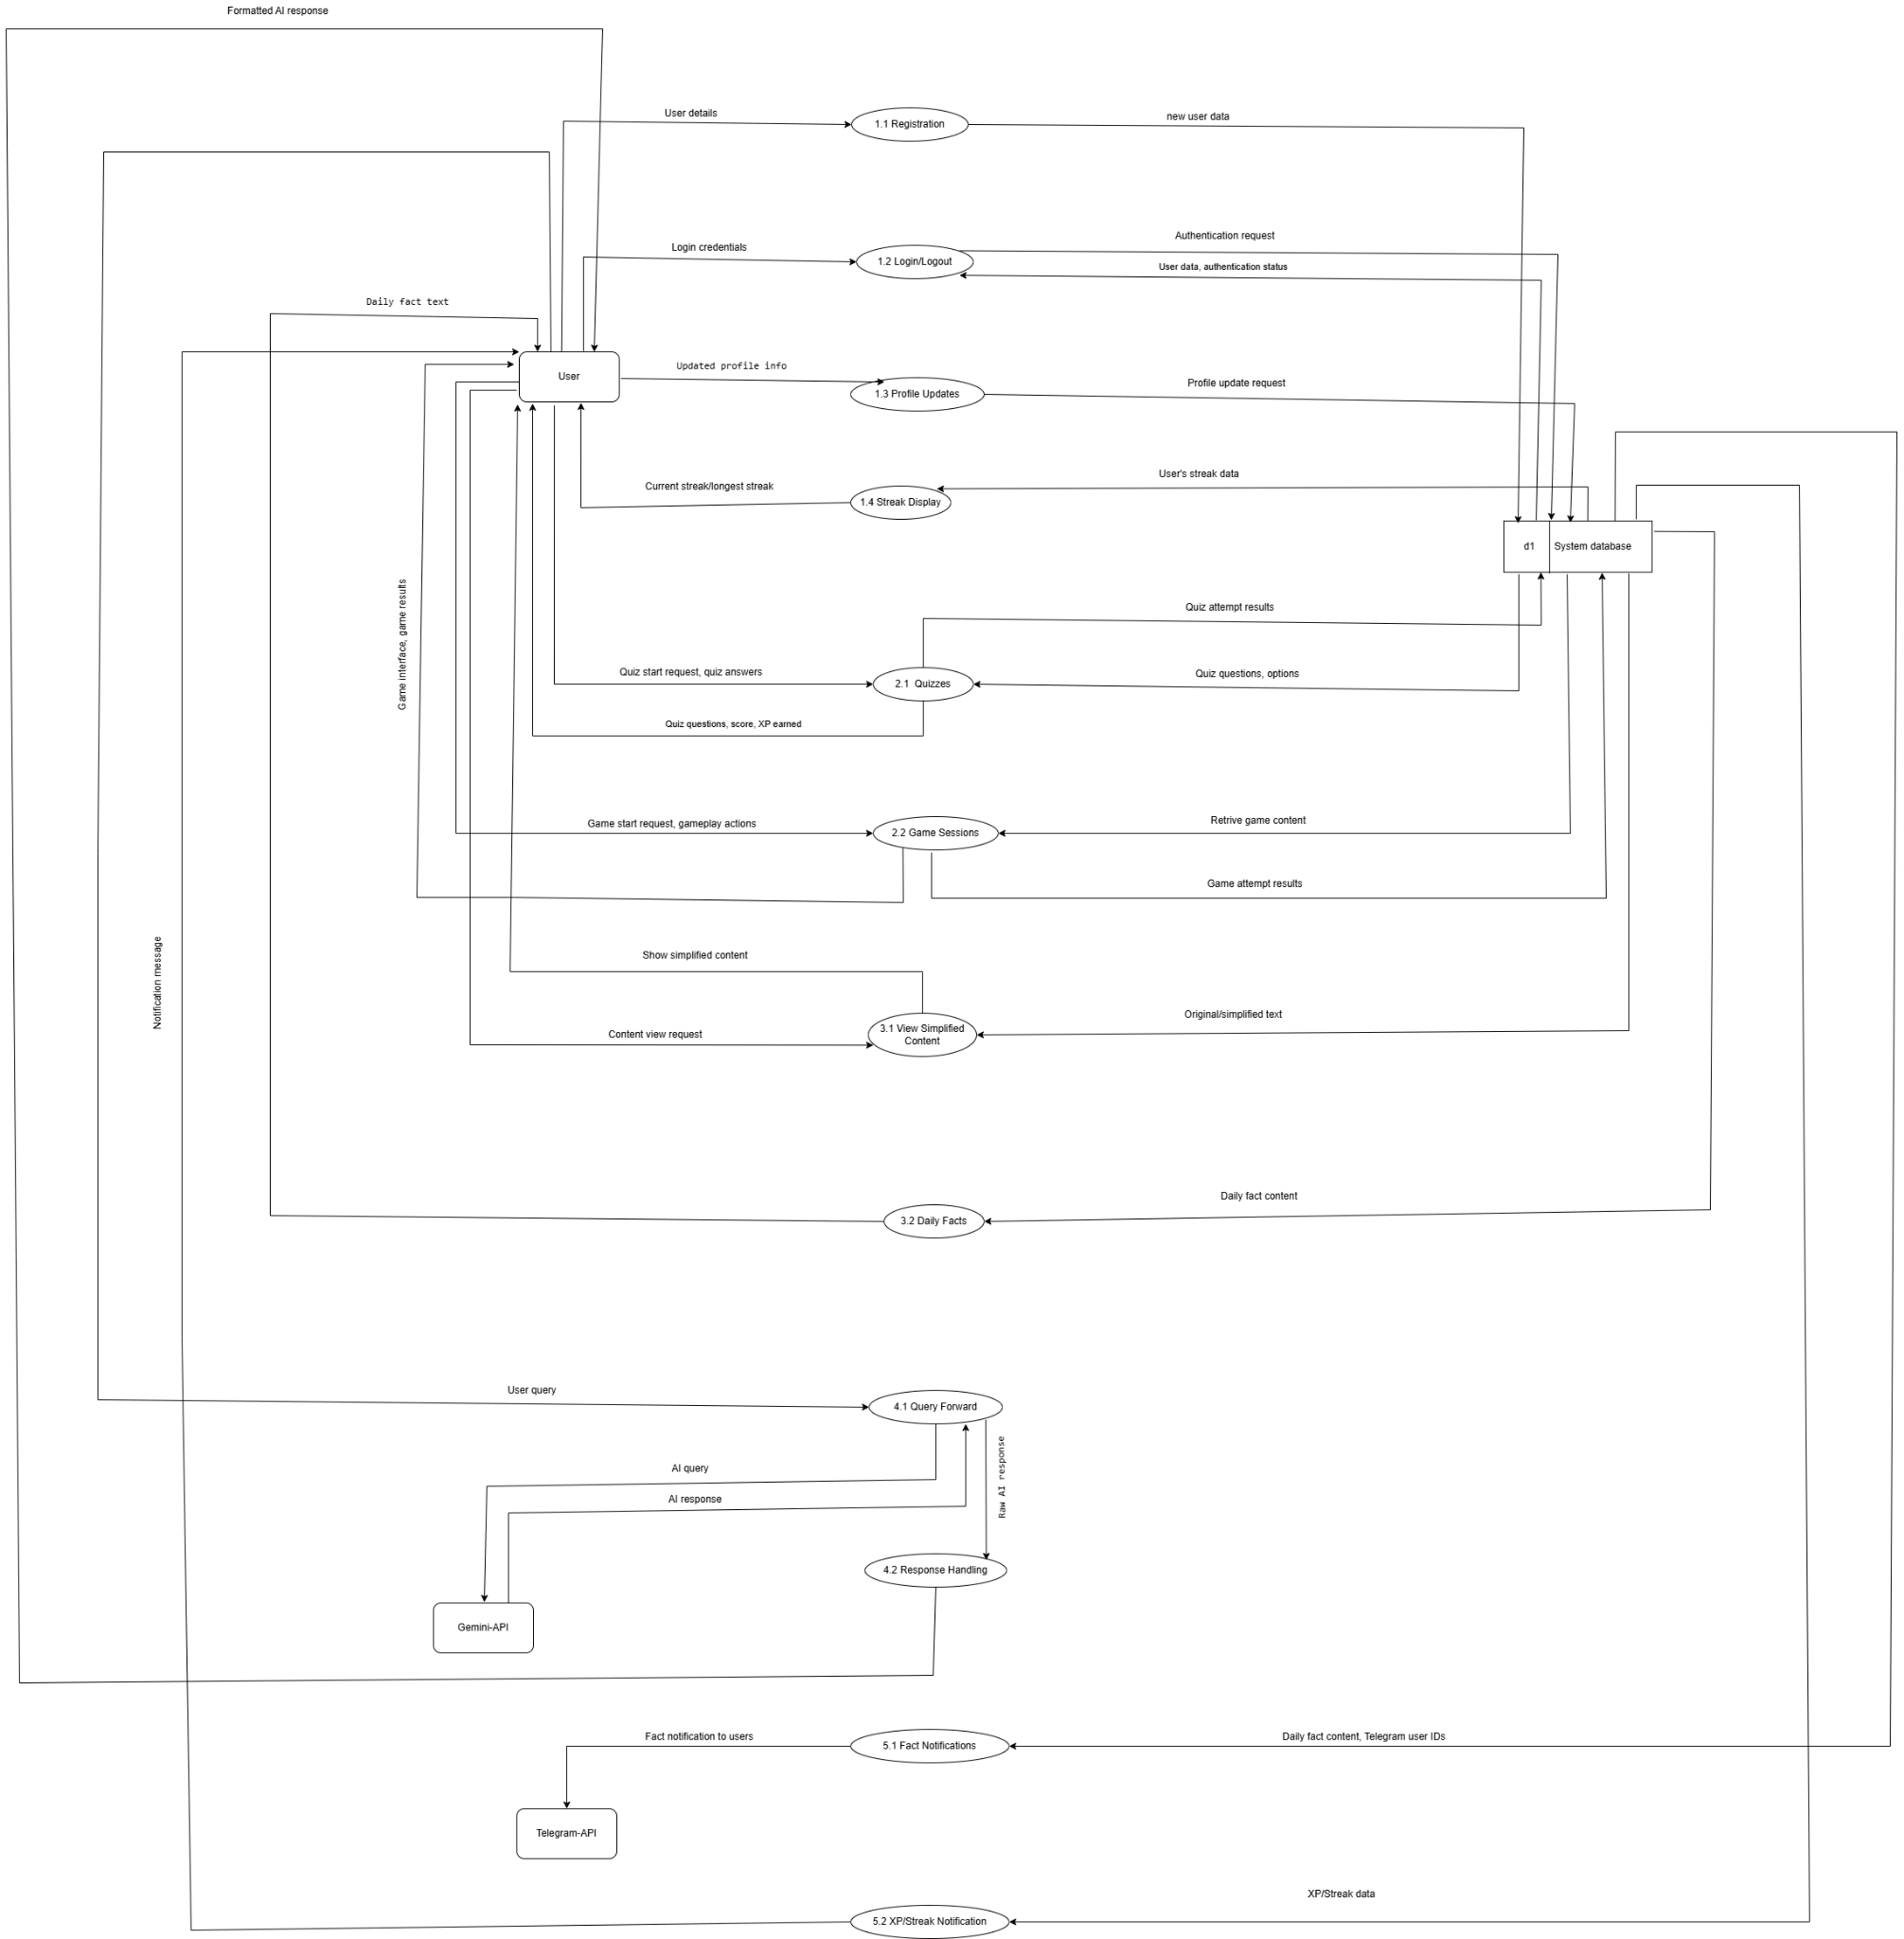 Formatted AI response
User details
1.1 Registration
new user data
Authentication request
Login credentials
1.2 Login/Logout
User data, authentication status
Daily fact text
User
Updated profile info
1.3 Profile Updates
Profile update request
User's streak data
Current streak/longest streak
1.4 Streak Display
d1
System database
Game interface, game results
Quiz attempt results
Quiz start request, quiz answers
2.1 Quizzes
Quiz questions, options
Quiz questions, score, XP earned
Game start request, gameplay actions
2.2 Game Sessions
Retrive game content
Game attempt results
Notification message
Show simplified content
3.1 View Simplified
Content
Original/simplified text
Content view request
Daily fact content
3.2 Daily Facts
User query
4.1 Query Forward
AI query
AI response
Raw AI response
4.2 Response Handling
Gemini-API
Fact notification to users
5.1 Fact Notifications
Daily fact content, Telegram user IDs
Telegram-API
XP/Streak data
5.2 XP/Streak Notification